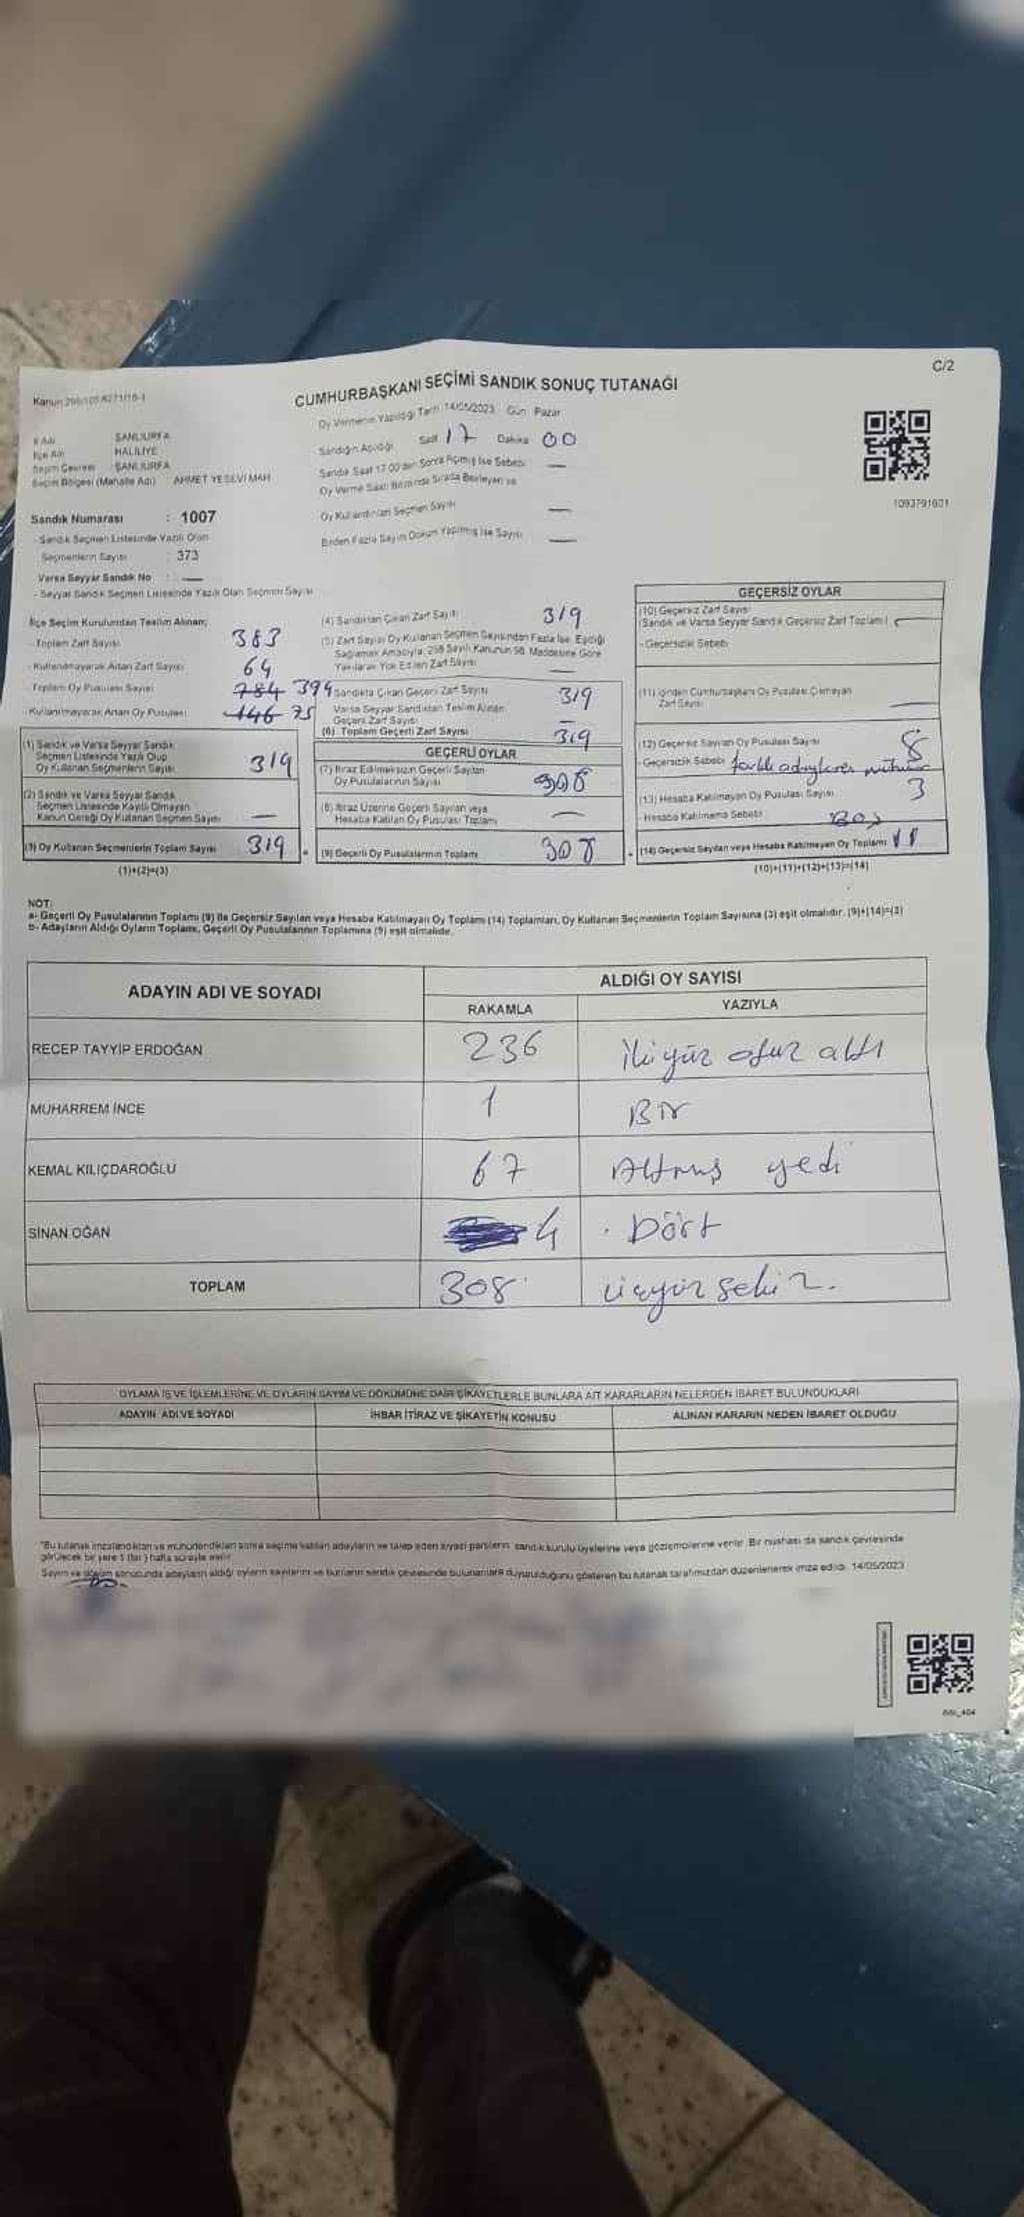 C/2
CUMHURBAŞKANI SEÇİMİ SANDIK SONUÇ TUTANAĞI
Oy Vermenin Yapıldığı Tarih 14/05/2023 Gün Pazar
İl Adı ŞANLIURFA
İlçe Adı HALİLİYE
Seçim Çevresi : ŞANLIURFA
Seçim Bölgesi (Mahalle Adı) AHMET YESEVİ MAH
Sandığın Açıldığı Saat 17 Dakika 00
Sandık Saat 17.00'den Sonra Açılmış İse Sebebi —
Oy Verme Saati Bitiminde Sırada Bekleyen ve
Oy Kullandırılan Seçmen Sayısı —
Birden Fazla Sayım Döküm Yapılmış İse Sayısı —
1093791601
Sandık Numarası : 1007
- Sandık Seçmen Listesinde Yazılı Olan
Seçmenlerin Sayısı : 373
Varsa Seyyar Sandık No : —
- Seyyar Sandık Seçmen Listesinde Yazılı Olan Seçmen Sayısı
İlçe Seçim Kurulundan Teslim Alınan;
- Toplam Zarf Sayısı 383
- Kullanılmayarak Artan Zarf Sayısı 64
- Toplam Oy Pusulası Sayısı 784 394
- Kullanılmayarak Artan Oy Pusulası 146 75
(1) Sandık ve Varsa Seyyar Sandık
Seçmen Listesinde Yazılı Olup
Oy Kullanan Seçmenlerin Sayısı 319
(2) Sandık ve Varsa Seyyar Sandık
Seçmen Listesinde Kayıtlı Olmayan
Kanun Gereği Oy Kullanan Seçmen Sayısı —
(3) Oy Kullanan Seçmenlerin Toplam Sayısı 319
(1)+(2)=(3)
(4) Sandıktan Çıkan Zarf Sayısı 319
(5) Zarf Sayısı Oy Kullanan Seçmen Sayısından Fazla İse, Eşitliği
Sağlamak Amacıyla, 298 Sayılı Kanunun 98. Maddesine Göre
Yakılarak Yok Edilen Zarf Sayısı —
Sandıkta Çıkan Geçerli Zarf Sayısı 319
Varsa Seyyar Sandıktan Teslim Alınan
Geçerli Zarf Sayısı —
(6) Toplam Geçerli Zarf Sayısı 319
GEÇERLİ OYLAR
(7) İtiraz Edilmeksizin Geçerli Sayılan
Oy Pusulalarının Sayısı 308
(8) İtiraz Üzerine Geçerli Sayılan veya
Hesaba Katılan Oy Pusulası Toplamı —
(9) Geçerli Oy Pusulalarının Toplamı 308
GEÇERSİZ OYLAR
(10) Geçersiz Zarf Sayısı
(Sandık ve Varsa Seyyar Sandık Geçersiz Zarf Toplamı) —
- Geçersizlik Sebebi
(11) İçinden Cumhurbaşkanı Oy Pusulası Çıkmayan
Zarf Sayısı —
(12) Geçersiz Sayılan Oy Pusulası Sayısı 8
- Geçersizlik Sebebi farklı adaylara mühür
(13) Hesaba Katılmayan Oy Pusulası Sayısı 3
Hesaba Katılmama Sebebi Boş
(14) Geçersiz Sayılan veya Hesaba Katılmayan Oy Toplamı 11
(10)+(11)+(12)+(13)=(14)
NOT:
a- Geçerli Oy Pusulalarının Toplamı (9) ile Geçersiz Sayılan veya Hesaba Katılmayan Oy Toplamı (14) Toplamları, Oy Kullanan Seçmenlerin Toplam Sayısına (3) eşit olmalıdır. (9)+(14)=(3)
b- Adayların Aldığı Oyların Toplamı, Geçerli Oy Pusulalarının Toplamına (9) eşit olmalıdır.
ADAYIN ADI VE SOYADI ALDIĞI OY SAYISI
RAKAMLA YAZIYLA
RECEP TAYYİP ERDOĞAN 236 ikiyüz otuz altı
MUHARREM İNCE 1 Bir
KEMAL KILIÇDAROĞLU 67 Altmış yedi
SİNAN OĞAN 4 Dört
TOPLAM 308 üçyüz sekiz.
OYLAMA İŞ VE İŞLEMLERİNE VE OYLARIN SAYIM VE DÖKÜMÜNE DAİR ŞİKAYETLERLE BUNLARA AİT KARARLARIN NELERDEN İBARET BULUNDUKLARI
ADAYIN ADI VE SOYADI İHBAR İTİRAZ VE ŞİKAYETİN KONUSU ALINAN KARARIN NEDEN İBARET OLDUĞU
*Bu tutanak imzalandıktan ve mühürlendikten sonra seçime katılan adayların ve talep eden siyasi partilerin sandık kurulu üyelerine veya gözlemcilerine verilir. Bir nüshası da sandık çevresinde
görülecek bir yere 1 (bir) hafta süreyle asılır.
Sayım ve döküm sonucunda adayların aldığı oyların sayılarını ve bunların sandık çevresinde bulunanlara duyurulduğunu gösteren bu tutanak tarafımızdan düzenlenerek imza edildi. 14/05/2023